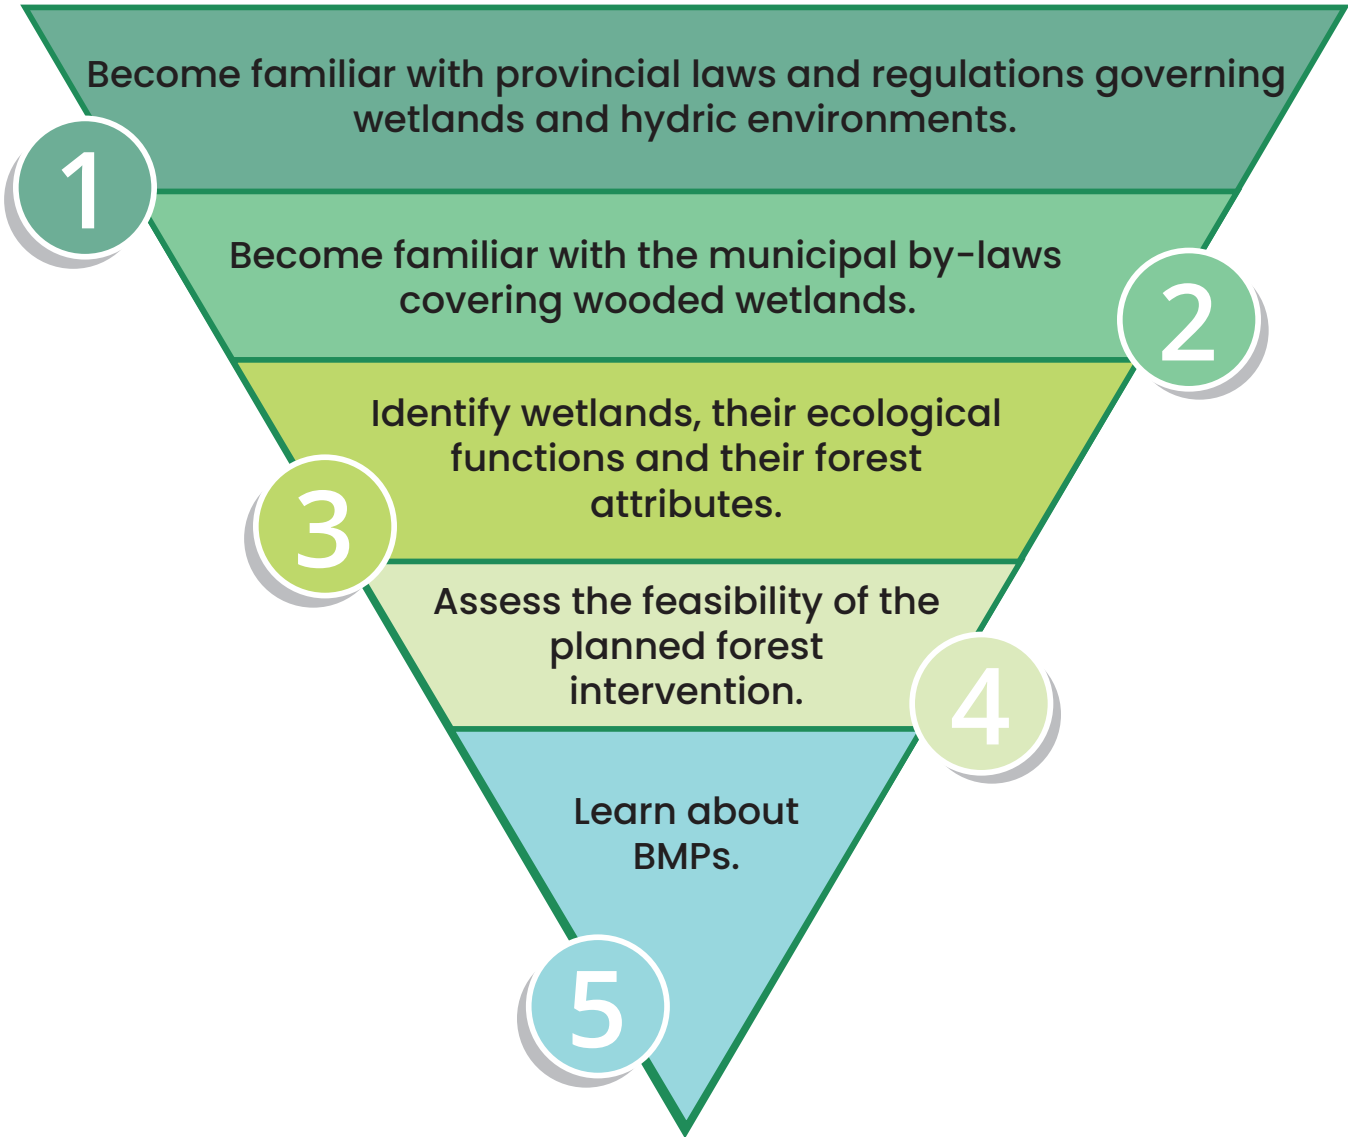 Become familiar with provincial laws and regulations governing
wetlands and hydric environments.
1
Become familiar with the municipal by-laws
covering wooded wetlands.
2
Identify wetlands, their ecological
functions and their forest
attributes.
3
Assess the feasibility of the
planned forest
intervention.
4
Learn about
BMPs.
5